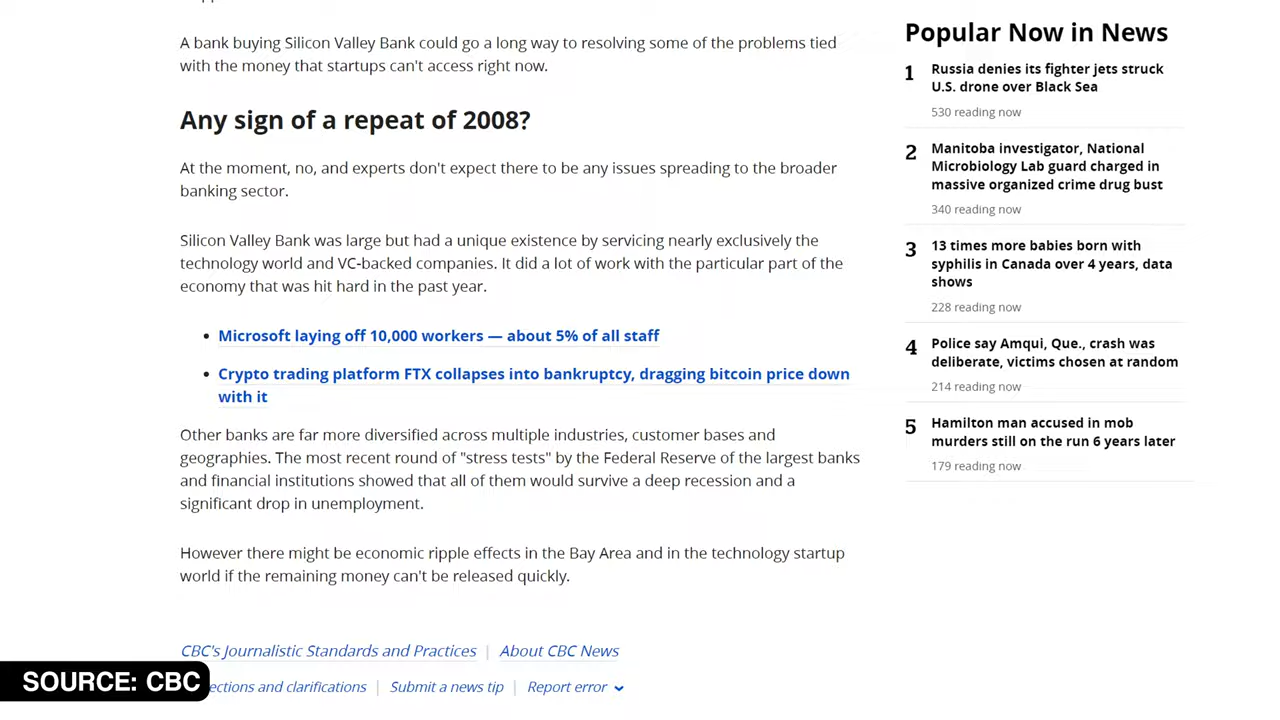 A bank buying Silicon Valley Bank could go a long way to resolving some of the problems tied
with the money that startups can't access right now.
Any sign of a repeat of 2008?
At the moment, no, and experts don't expect there to be any issues spreading to the broader
banking sector.
Silicon Valley Bank was large but had a unique existence by servicing nearly exclusively the
technology world and VC-backed companies. It did a lot of work with the particular part of the
economy that was hit hard in the past year.
• Microsoft laying off 10,000 workers — about 5% of all staff
• Crypto trading platform FTX collapses into bankruptcy, dragging bitcoin price down
with it
Other banks are far more diversified across multiple industries, customer bases and
geographies. The most recent round of "stress tests" by the Federal Reserve of the largest banks
and financial institutions showed that all of them would survive a deep recession and a
significant drop in unemployment.
However there might be economic ripple effects in the Bay Area and in the technology startup
world if the remaining money can't be released quickly.
CBC's Journalistic Standards and Practices | About CBC News
ections and clarifications | Submit a news tip | Report error
SOURCE: CBC
Popular Now in News
1 Russia denies its fighter jets struck
U.S. drone over Black Sea
530 reading now
2 Manitoba investigator, National
Microbiology Lab guard charged in
massive organized crime drug bust
340 reading now
3 13 times more babies born with
syphilis in Canada over 4 years, data
shows
228 reading now
4 Police say Amqui, Que., crash was
deliberate, victims chosen at random
214 reading now
5 Hamilton man accused in mob
murders still on the run 6 years later
179 reading now